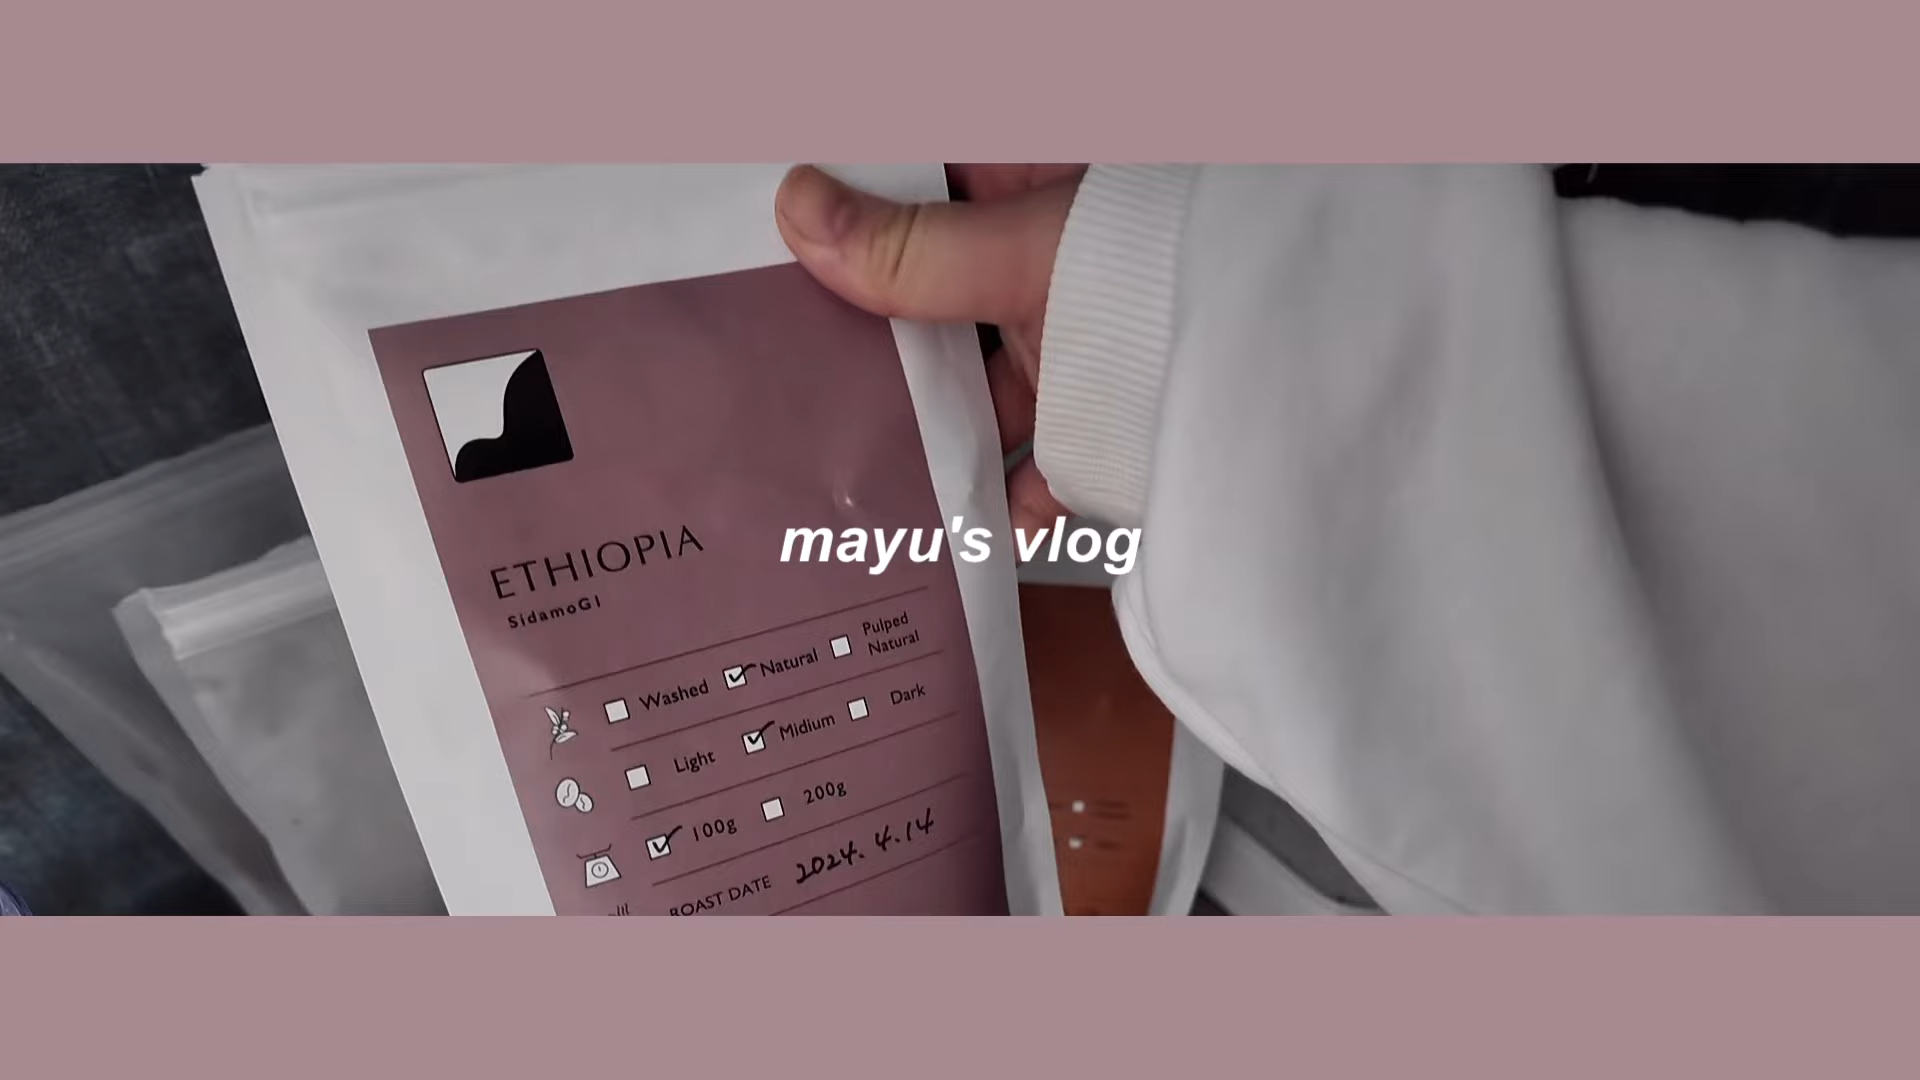 mayu's vlog
ETHIOPIA
SidamoG1
Washed Natural Pulped Natural
Light Midium Dark
100g 200g
ROAST DATE 2024. 4.14